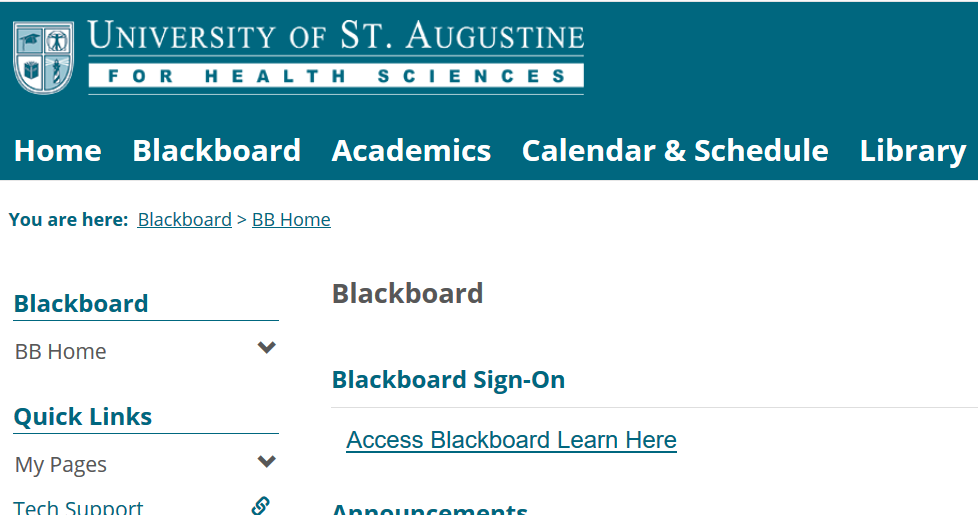 UNIVERSITY OF ST. AUGUSTINE
FOR HEALTH SCIENCES
Home Blackboard Academics Calendar & Schedule Library
You are here: Blackboard > BB Home
Blackboard
BB Home
Quick Links
My Pages
Tech Support
Blackboard
Blackboard Sign-On
Access Blackboard Learn Here
Announcements